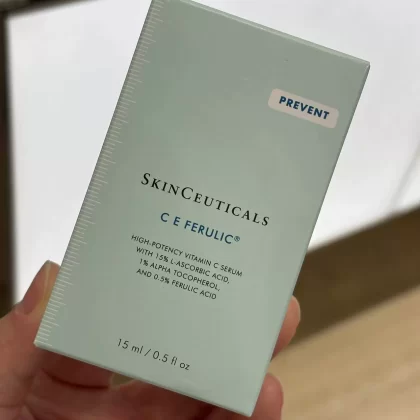 PREVENT
SKINCEUTICALS
C E FERULIC®
HIGH-POTENCY VITAMIN C SERUM
WITH 15% L-ASCORBIC ACID,
1% ALPHA TOCOPHEROL,
AND 0.5% FERULIC ACID
15 ml / 0.5 fl oz